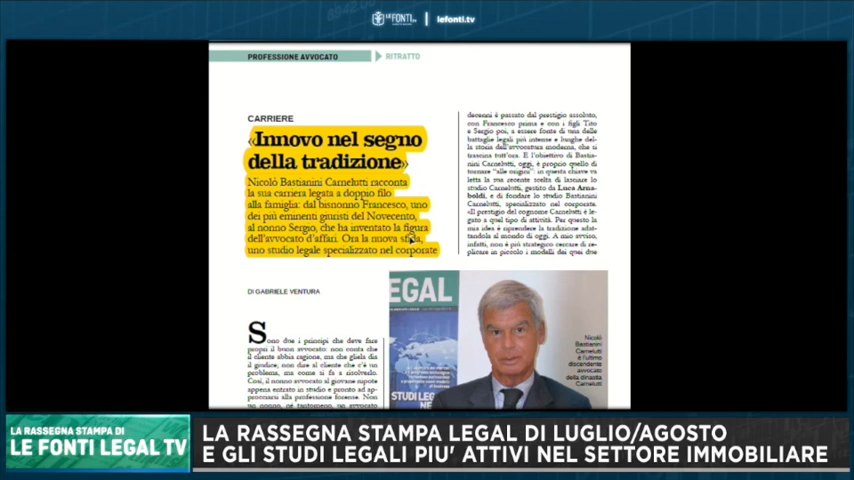 LE FONTI
lefonti.tv
PROFESSIONE AVVOCATO
RITRATTO
CARRIERE
«Innovo nel segno
della tradizione»
Nicolò Bastianini Carnelutti racconta
la sua carriera legata a doppio filo
alla famiglia: dal bisnonno Francesco, uno
dei più eminenti giuristi del Novecento,
al nonno Sergio, che ha inventato la figura
dell'avvocato d'affari. Ora la nuova sfida,
uno studio legale specializzato nel corporate
DI GABRIELE VENTURA
Sono due i principi che deve fare
propri il buon avvocato: non conta che
il cliente abbia ragione, ma che gliela dia
il giudice; non dire al cliente che c'è un
problema, ma come si fa a risolverlo.
Così, il nonno avvocato al giovane nipote
appena entrato in studio e pronto ad ap-
procciarsi alla professione forense. Non
un nonno, né tantomeno, un avvocato
decenni è passato dal prestigio assoluto,
con Francesco prima e con i figli Tito
e Sergio poi, a essere fonte di una delle
battaglie legali più intense e lunghe del-
la storia dell'avvocatura moderna, che si
trascina tutt'ora. E l'obiettivo di Bastia-
nini Carnelutti, oggi, è proprio quello di
tornare "alle origini": in questa chiave va
letta la sua recente scelta di lasciare lo
studio Carnelutti, gestito da Luca Arna-
boldi, e di fondare lo studio Bastianini
Carnelutti, specializzato nel corporate.
«Il prestigio del cognome Carnelutti è le-
gato a quel tipo di attività. Per questo la
mia idea è riprendere la tradizione adat-
tandola al mondo di oggi. A mio avviso,
infatti, non è più strategico cercare di re-
plicare in piccolo i modelli dei quei due
LEGAL
STUDI LEGALI
Nicolò
Bastianini
Carnelutti
è l'ultimo
discendente
avvocato
della dinastia
Carnelutti
LA RASSEGNA STAMPA DI
LE FONTI LEGAL TV
LA RASSEGNA STAMPA LEGAL DI LUGLIO/AGOSTO
E GLI STUDI LEGALI PIU' ATTIVI NEL SETTORE IMMOBILIARE